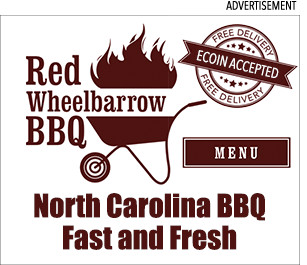 ADVERTISEMENT
Red
Wheelbarrow
BBQ
FREE DELIVERY
ECOIN ACCEPTED
FREE DELIVERY
MENU
North Carolina BBQ
Fast and Fresh